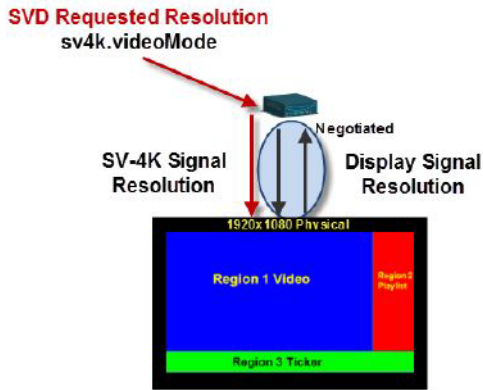 SVD Requested Resolution
sv4k.videoMode
Negotiated
SV-4K Signal
Resolution
Display Signal
Resolution
1920x1080 Physical
Region 1 Video
Region 2
Playlist
Region 3 Ticker